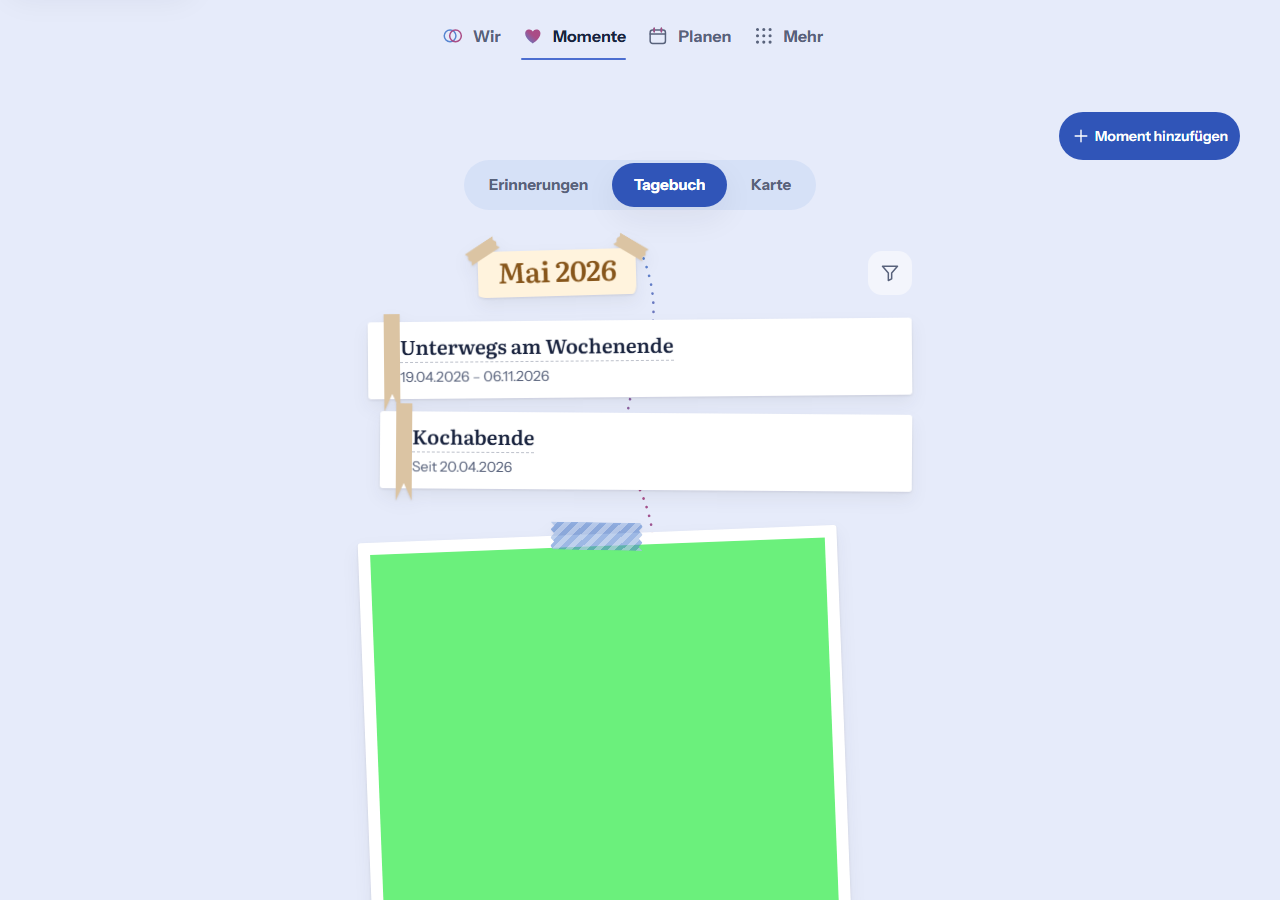 Wir
Momente
Planen
Mehr
Moment hinzufügen
Erinnerungen
Tagebuch
Karte
Mai 2026
Unterwegs am Wochenende
19.04.2026 – 06.11.2026
Kochabende
Seit 20.04.2026